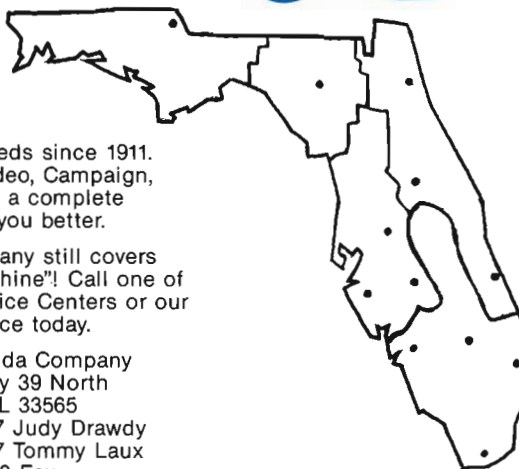 eds since 1911.
deo, Campaign,
a complete
you better.
any still covers
hine"! Call one of
ice Centers or our
ce today.
da Company
y 39 North
L 33565
7 Judy Drawdy
7 Tommy Laux